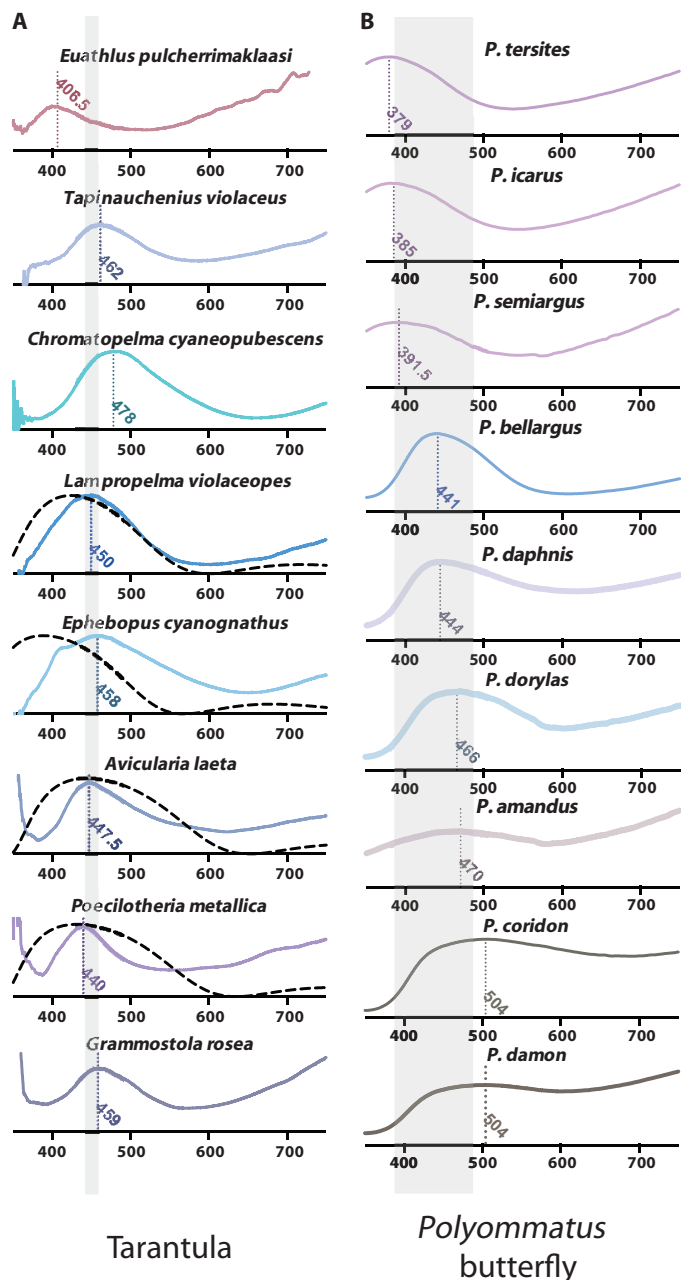 A
Euathlus pulcherrimaklaasi
406.5
400 500 600 700
Tapinauchenius violaceus
462
400 500 600 700
Chromatopelma cyaneopubescens
478
400 500 600 700
Lampropelma violaceopes
450
400 500 600 700
Ephebopus cyanognathus
458
400 500 600 700
Avicularia laeta
447.5
400 500 600 700
Poecilotheria metallica
440
400 500 600 700
Grammostola rosea
459
400 500 600 700
Tarantula
B
P. tersites
379
400 500 600 700
P. icarus
385
400 500 600 700
P. semiargus
391.5
400 500 600 700
P. bellargus
441
400 500 600 700
P. daphnis
444
400 500 600 700
P. dorylas
466
400 500 600 700
P. amandus
470
400 500 600 700
P. coridon
504
400 500 600 700
P. damon
504
400 500 600 700
Polyommatus
butterfly